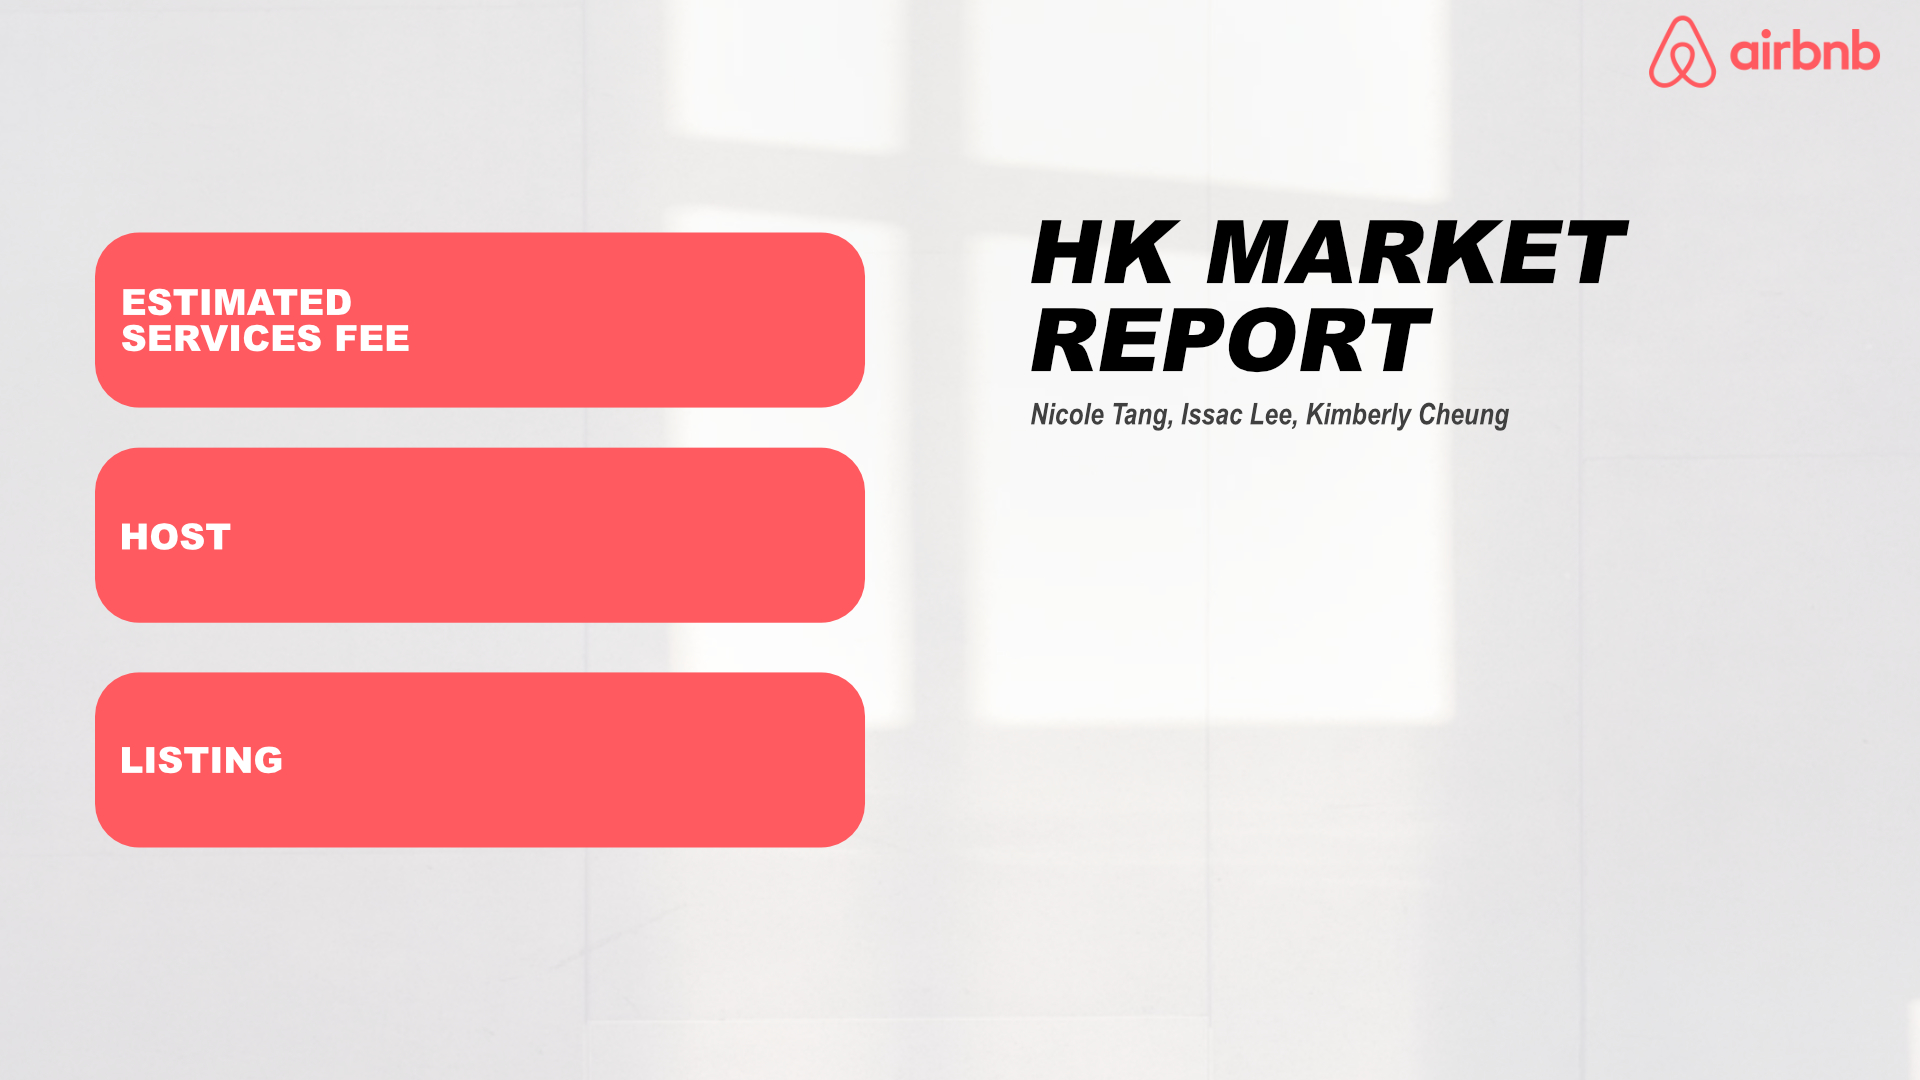 airbnb
HK MARKET
REPORT
Nicole Tang, Issac Lee, Kimberly Cheung
ESTIMATED
SERVICES FEE
HOST
LISTING